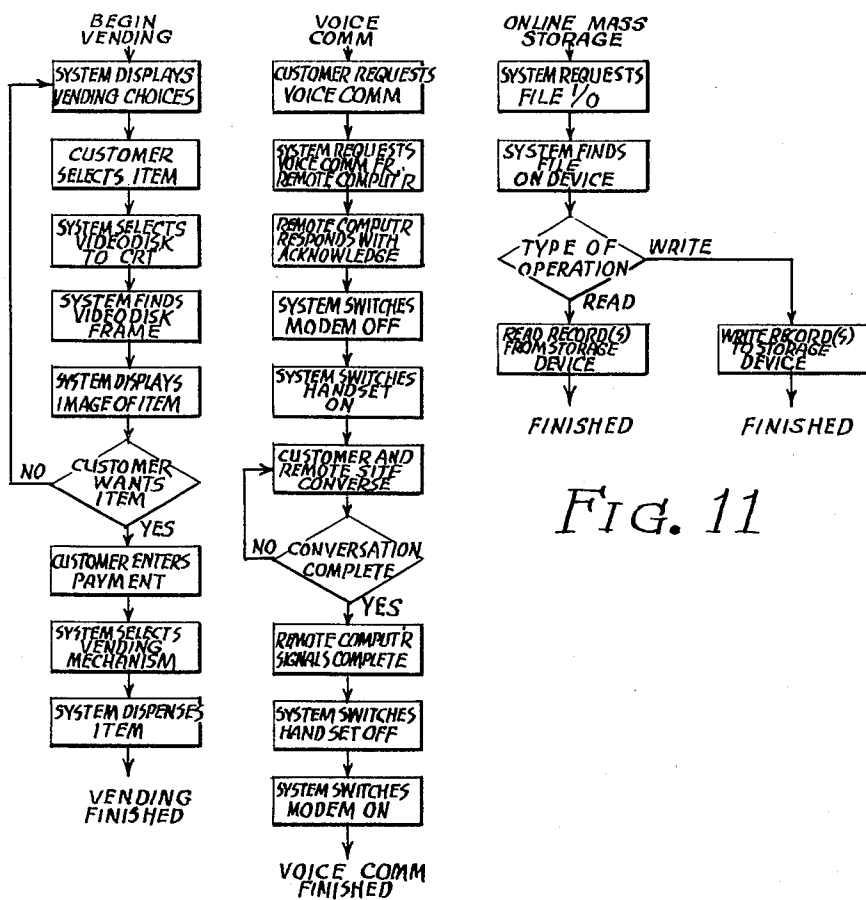 BEGIN
VENDING
SYSTEM DISPLAYS
VENDING CHOICES
CUSTOMER
SELECTS ITEM
SYSTEM SELECTS
VIDEODISK
TO CRT
SYSTEM FINDS
VIDEODISK
FRAME
SYSTEM DISPLAYS
IMAGE OF ITEM
CUSTOMER
WANTS
ITEM
NO
YES
CUSTOMER ENTERS
PAYMENT
SYSTEM SELECTS
VENDING
MECHANISM
SYSTEM DISPENSES
ITEM
VENDING
FINISHED
VOICE
COMM
CUSTOMER REQUESTS
VOICE COMM
SYSTEM REQUESTS
VOICE COMM FR.
REMOTE COMPUT'R
REMOTE COMPUT'R
RESPONDS WITH
ACKNOWLEDGE
SYSTEM SWITCHES
MODEM OFF
SYSTEM SWITCHES
HANDSET
ON
CUSTOMER AND
REMOTE SITE
CONVERSE
NO
CONVERSATION
COMPLETE
YES
REMOTE COMPUT'R
SIGNALS COMPLETE
SYSTEM SWITCHES
HAND SET OFF
SYSTEM SWITCHES
MODEM ON
VOICE COMM
FINISHED
ONLINE MASS
STORAGE
SYSTEM REQUESTS
FILE I/O
SYSTEM FINDS
FILE
ON DEVICE
TYPE OF
OPERATION
WRITE
READ
READ RECORD(S)
FROM STORAGE
DEVICE
FINISHED
WRITE RECORD(S)
TO STORAGE
DEVICE
FINISHED
FIG. 11